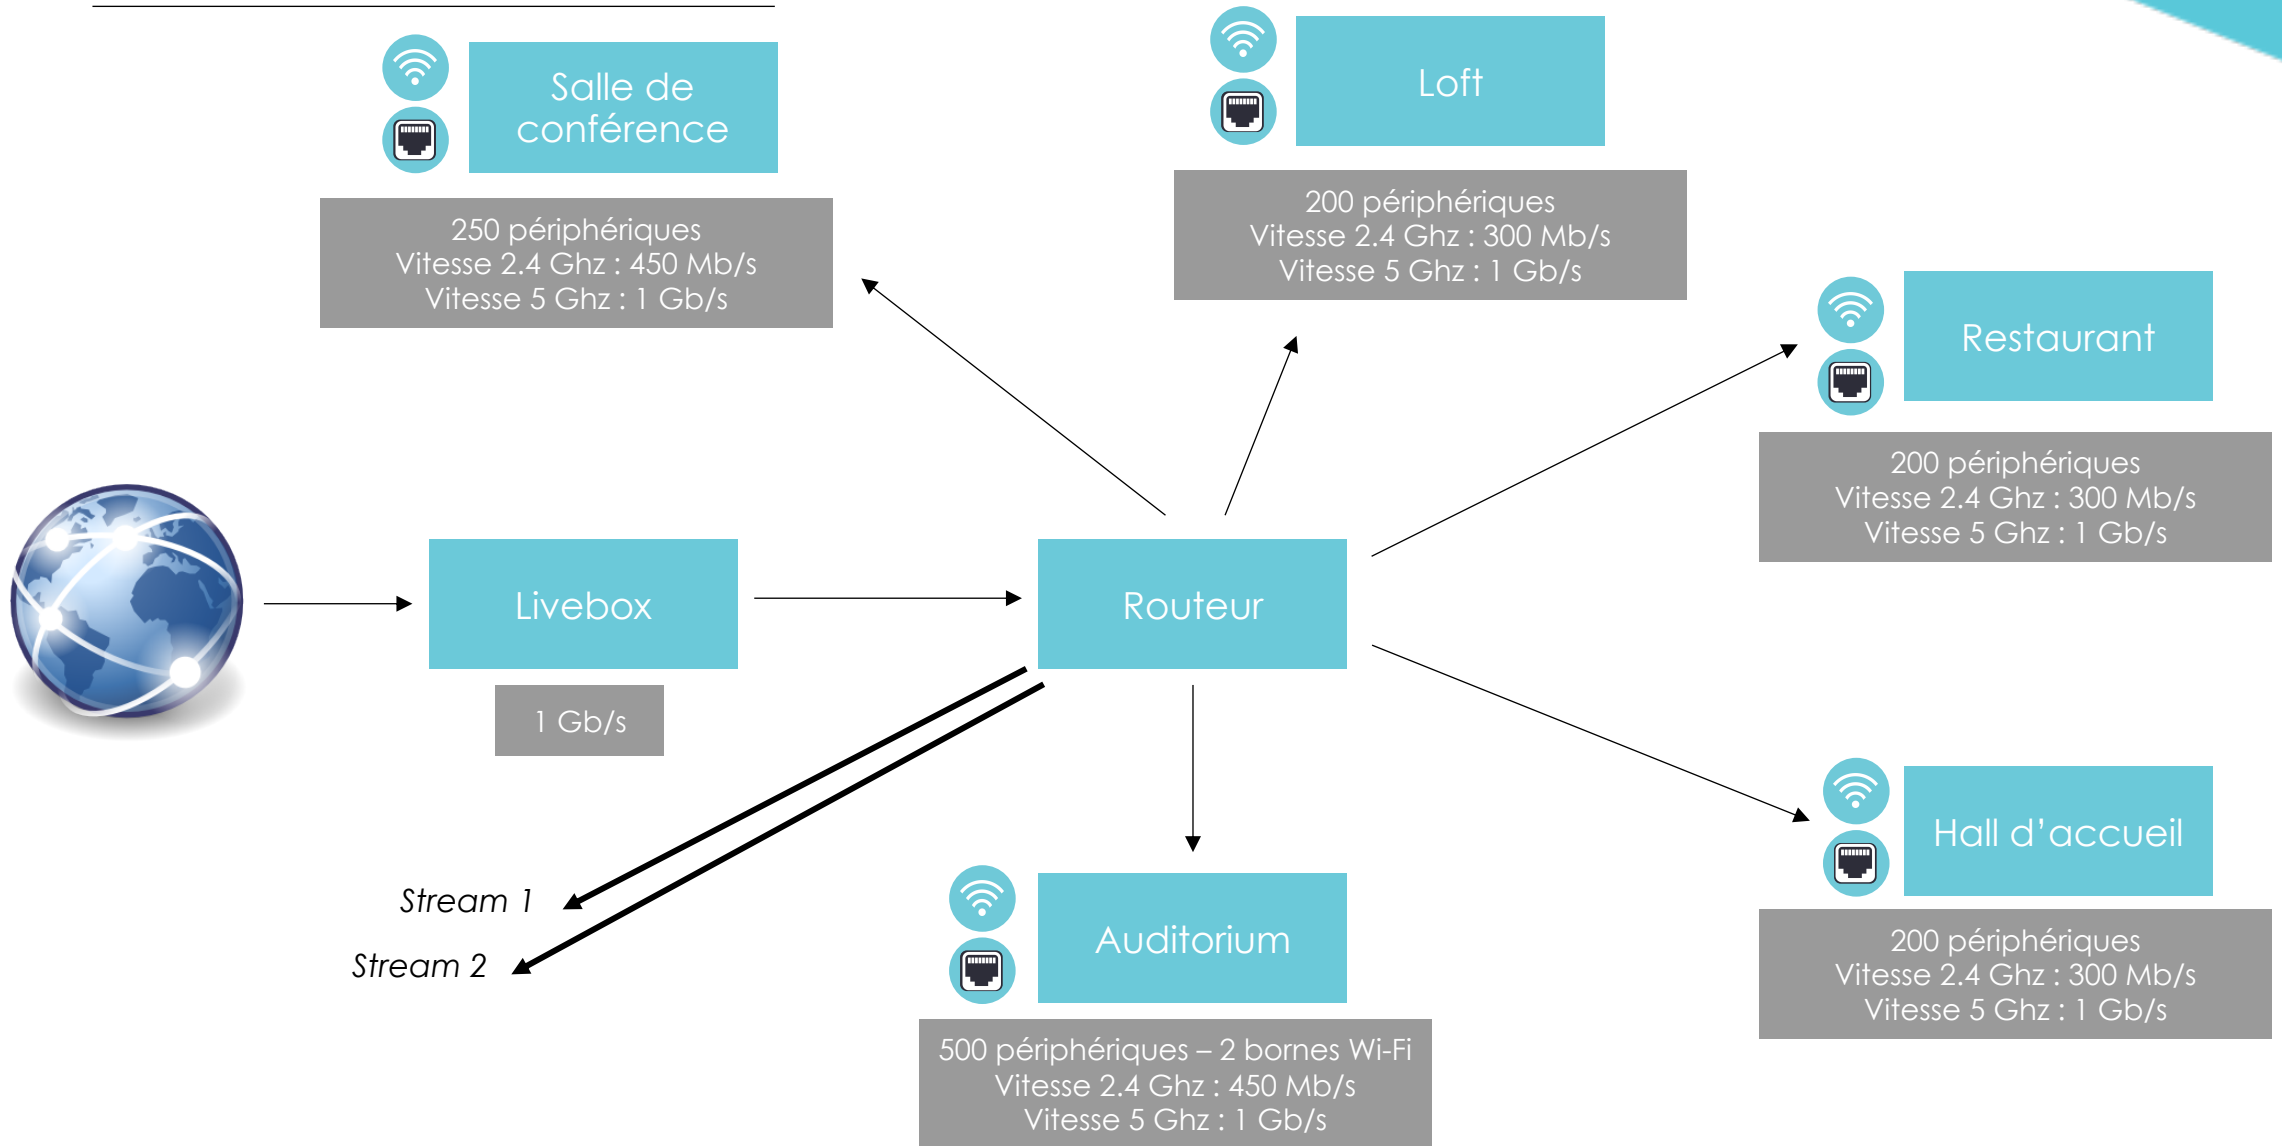 Salle de
conférence
250 périphériques
Vitesse 2.4 Ghz : 450 Mb/s
Vitesse 5 Ghz : 1 Gb/s
Loft
200 périphériques
Vitesse 2.4 Ghz : 300 Mb/s
Vitesse 5 Ghz : 1 Gb/s
Restaurant
200 périphériques
Vitesse 2.4 Ghz : 300 Mb/s
Vitesse 5 Ghz : 1 Gb/s
Livebox
1 Gb/s
Routeur
Stream 1
Stream 2
Auditorium
500 périphériques – 2 bornes Wi-Fi
Vitesse 2.4 Ghz : 450 Mb/s
Vitesse 5 Ghz : 1 Gb/s
Hall d’accueil
200 périphériques
Vitesse 2.4 Ghz : 300 Mb/s
Vitesse 5 Ghz : 1 Gb/s